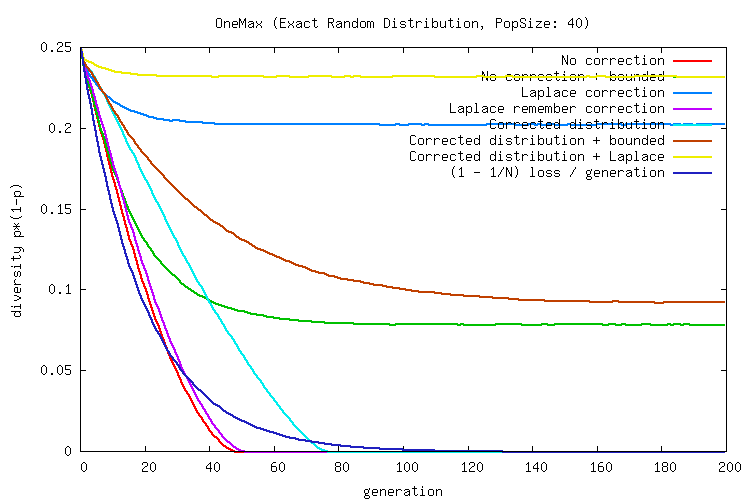 OneMax (Exact Random Distribution, PopSize: 40)
0.25
0.2
0.15
0.1
0.05
0
diversity p*(1-p)
No correction
No correction + bounded
Laplace correction
Laplace remember correction
Corrected distribution
Corrected distribution + bounded
Corrected distribution + Laplace
(1 - 1/N) loss / generation
0 20 40 60 80 100 120 140 160 180 200
generation